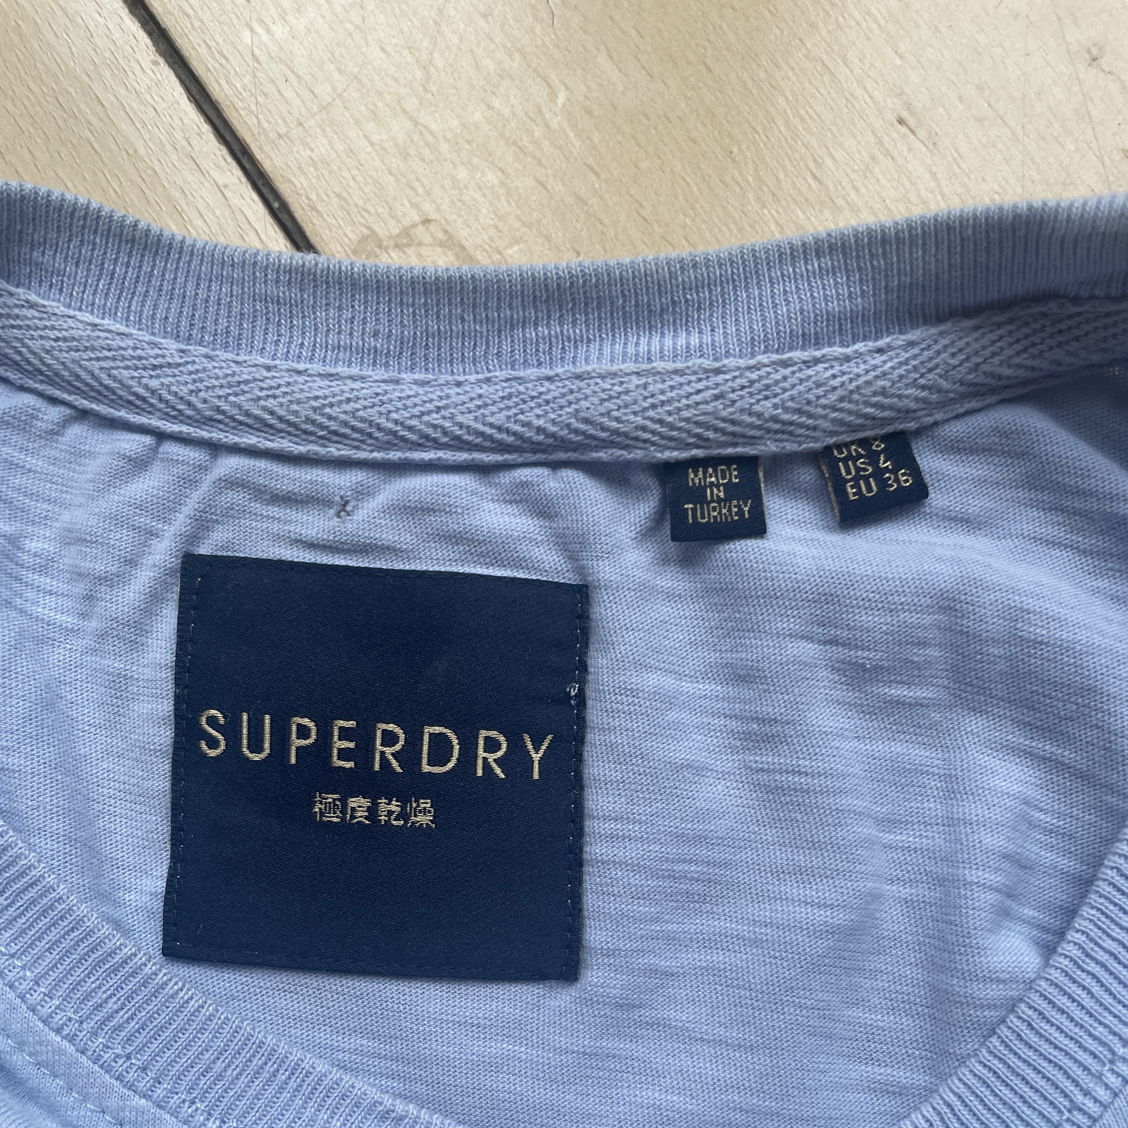 MADE
IN
TURKEY
UK 8
US 4
EU 36
SUPERDRY
極度乾燥